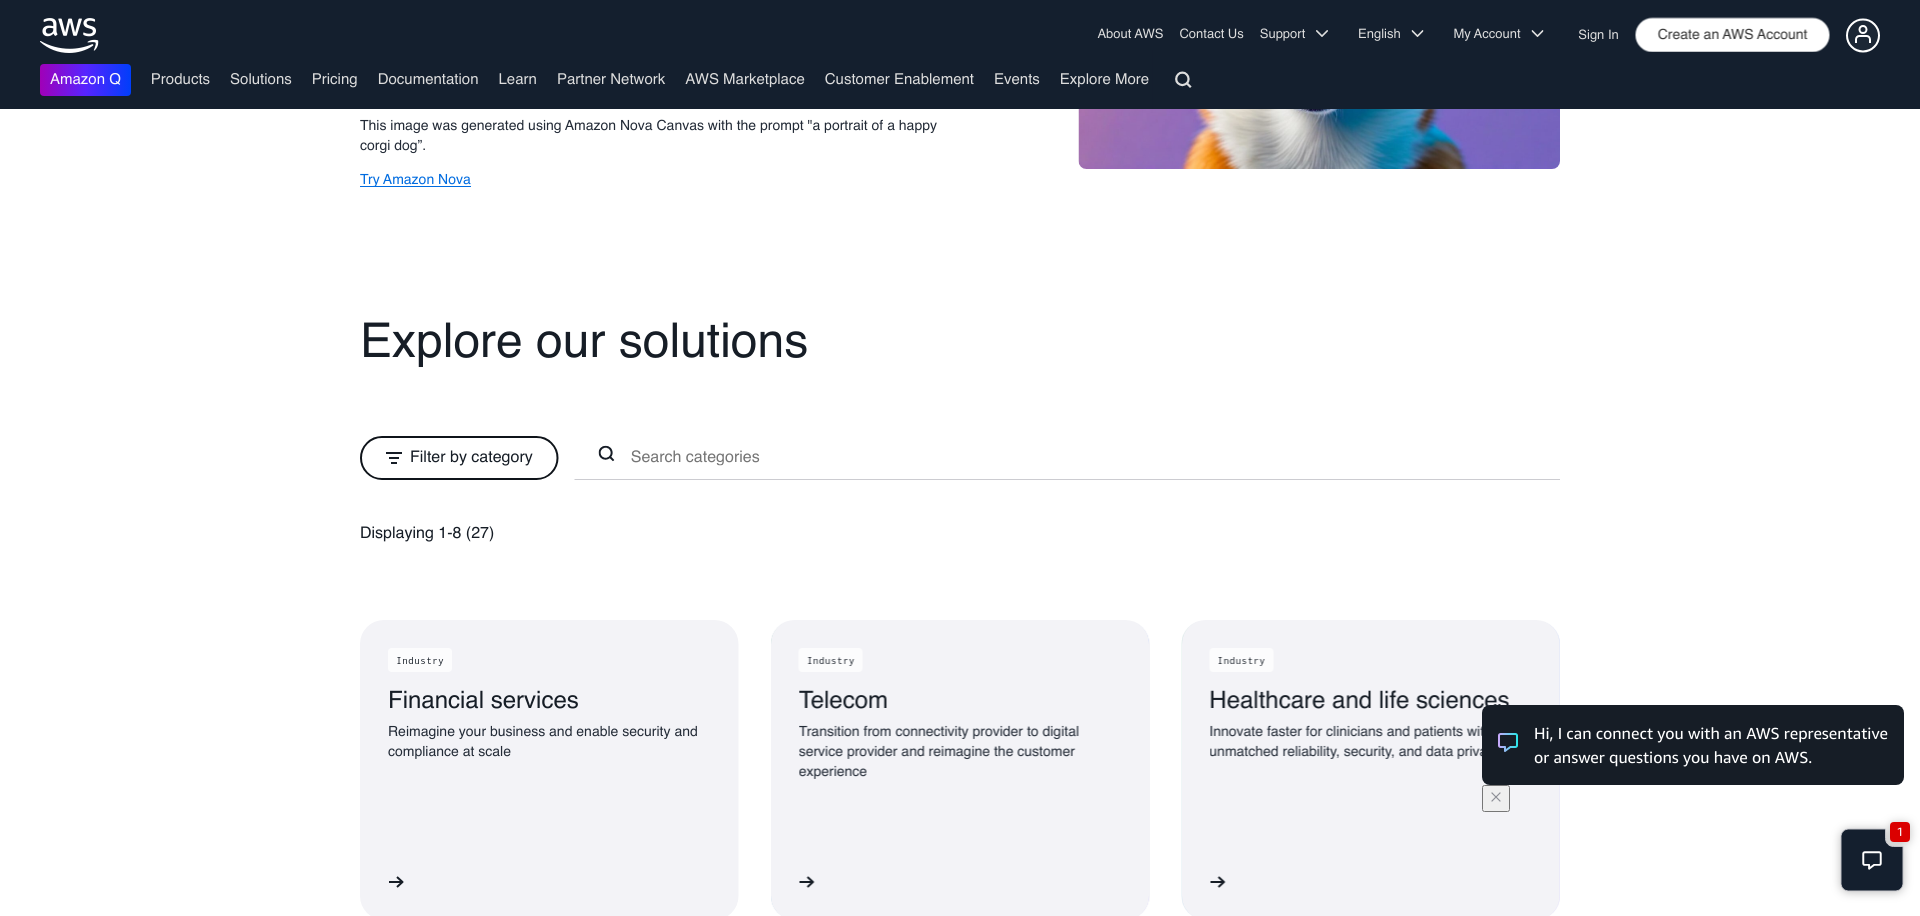 aws
About AWS Contact Us Support English My Account Sign In Create an AWS Account
Amazon Q Products Solutions Pricing Documentation Learn Partner Network AWS Marketplace Customer Enablement Events Explore More
This image was generated using Amazon Nova Canvas with the prompt "a portrait of a happy
corgi dog”.
Try Amazon Nova
Explore our solutions
Filter by category
Search categories
Displaying 1-8 (27)
Industry
Financial services
Reimagine your business and enable security and
compliance at scale
Industry
Telecom
Transition from connectivity provider to digital
service provider and reimagine the customer
experience
Industry
Healthcare and life sciences
Innovate faster for clinicians and patients
unmatched reliability, security, and data
Hi, I can connect you with an AWS representative
or answer questions you have on AWS.
1